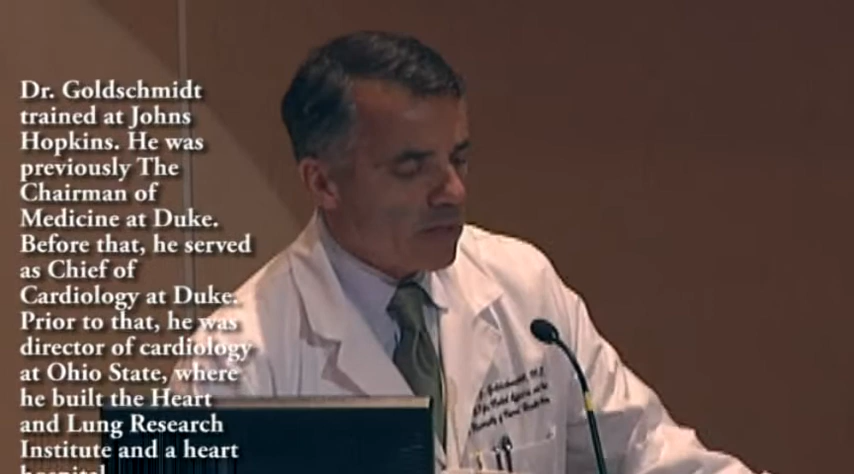 Dr. Goldschmidt
trained at Johns
Hopkins. He was
previously The
Chairman of
Medicine at Duke.
Before that, he served
as Chief of
Cardiology at Duke.
Prior to that, he was
director of cardiology
at Ohio State, where
he built the Heart
and Lung Research
Institute and a heart
hospital
Goldschmidt, M.D.